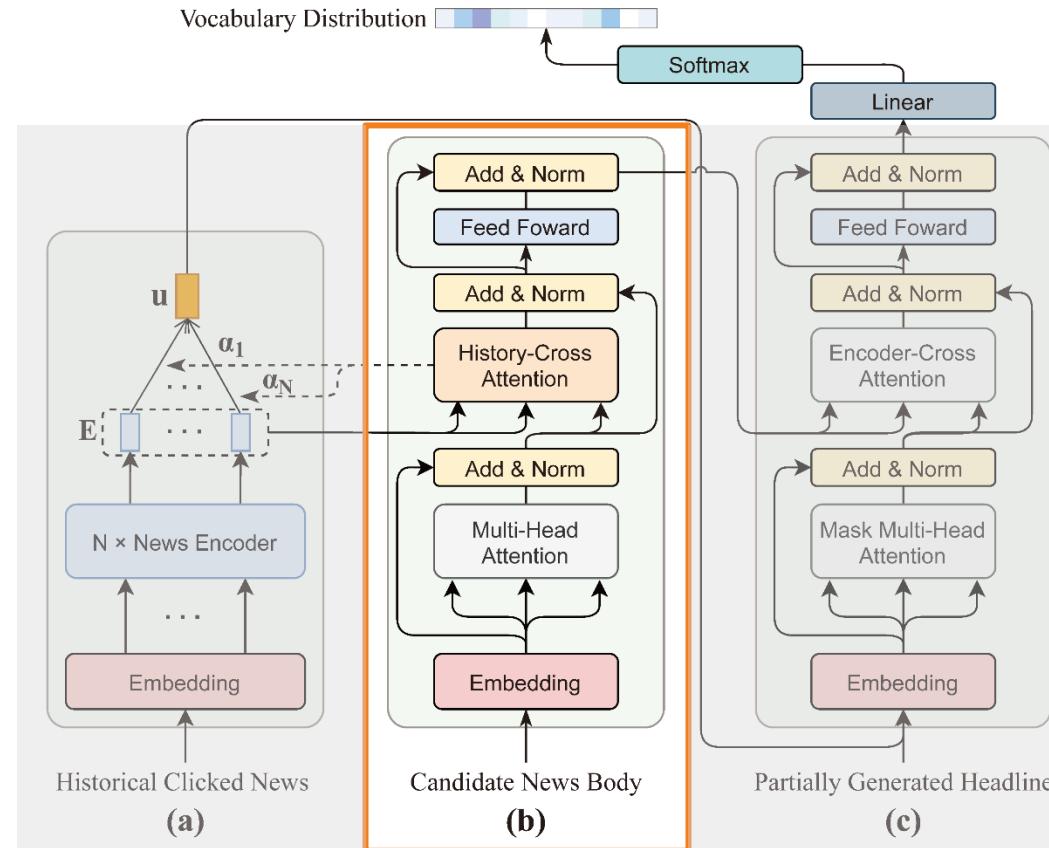 Vocabulary Distribution
Softmax
Linear
u
α1
...
αN
E
...
N × News Encoder
...
Embedding
Historical Clicked News
(a)
Add & Norm
Feed Foward
Add & Norm
History-Cross
Attention
Add & Norm
Multi-Head
Attention
Embedding
Candidate News Body
(b)
Add & Norm
Feed Foward
Add & Norm
Encoder-Cross
Attention
Add & Norm
Mask Multi-Head
Attention
Embedding
Partially Generated Headline
(c)